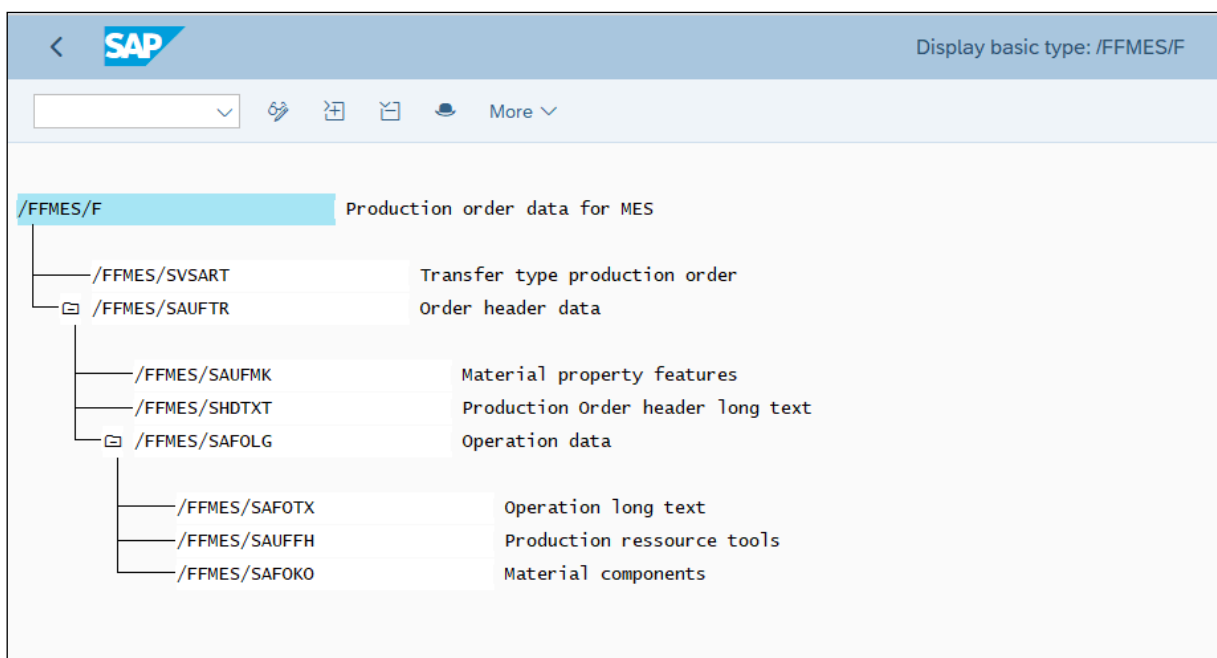 SAP
Display basic type: /FFMES/F
More
/FFMES/F Production order data for MES
/FFMES/SVSART Transfer type production order
/FFMES/SAUFTR Order header data
/FFMES/SAUFMK Material property features
/FFMES/SHDTXT Production Order header long text
/FFMES/SAFOLG Operation data
/FFMES/SAFOTX Operation long text
/FFMES/SAUFFH Production ressource tools
/FFMES/SAFOKO Material components